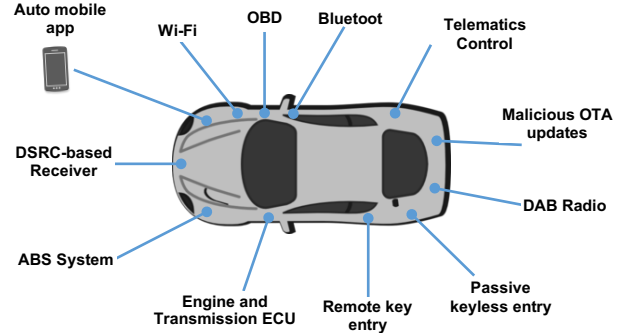 Auto mobile
app
Wi-Fi
OBD
Bluetoot
Telematics
Control
Malicious OTA
updates
DSRC-based
Receiver
DAB Radio
ABS System
Engine and
Transmission ECU
Remote key
entry
Passive
keyless entry